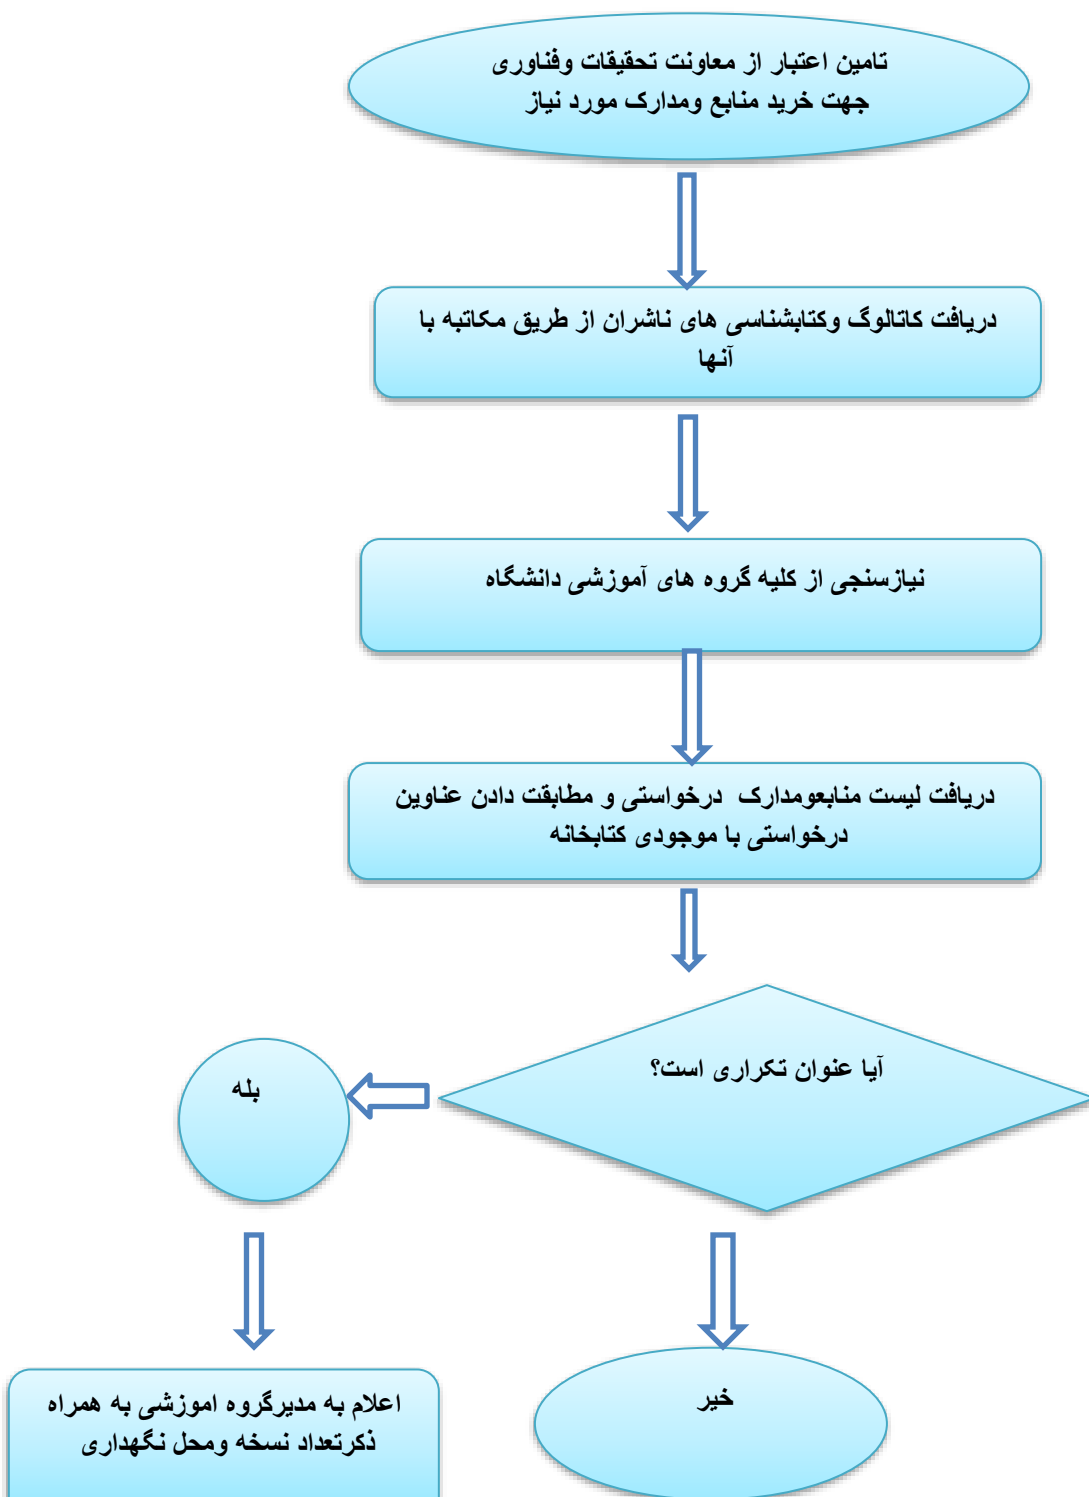 تامین اعتبار از معاونت تحقیقات وفناوری
جهت خرید منابع ومدارک مورد نیاز
دریافت کاتالوگ وکتابشناسی های ناشران از طریق مکاتبه با
آنها
نیازسنجی از کلیه گروه های آموزشی دانشگاه
دریافت لیست منابعومدارک درخواستی و مطابقت دادن عناوین
درخواستی با موجودی کتابخانه
آیا عنوان تکراری است؟
بله
خیر
اعلام به مدیرگروه اموزشی به همراه
ذکرتعداد نسخه ومحل نگهداری